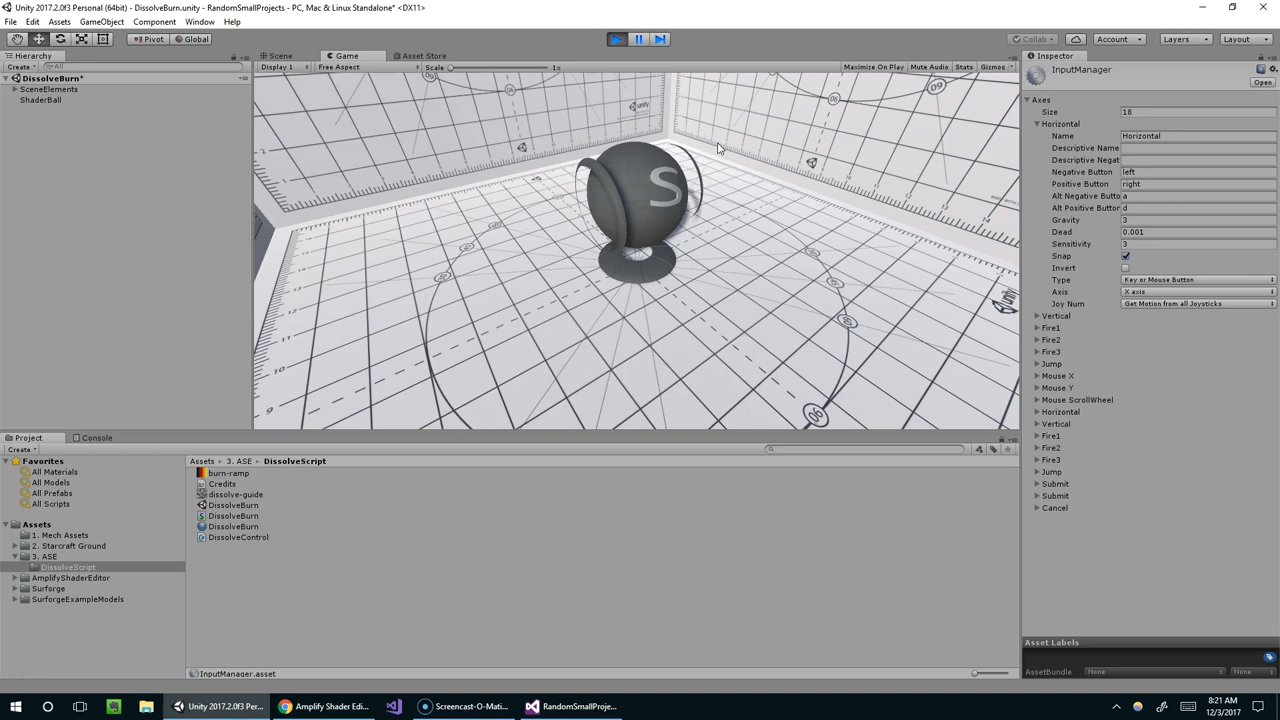 Unity 2017.2.0f3 Personal (64bit) - DissolveBurn.unity - RandomSmallProjects - PC, Mac & Linux Standalone* <DX11>
File Edit Assets GameObject Component Window Help
Pivot Global Collab Account Layers Layout
Hierarchy Scene Game Asset Store Inspector
Create All Display 1 Free Aspect Scale 1x Maximize On Play Mute Audio Stats Gizmos
InputManager
Open
DissolveBurn*
SceneElements
ShaderBall
Axes
Size 18
Horizontal
Name Horizontal
Descriptive Name
Descriptive Negat
Negative Button left
Positive Button right
Alt Negative Butto a
Alt Positive Button d
Gravity 3
Dead 0.001
Sensitivity 3
Snap
Invert
Type Key or Mouse Button
Axis X axis
Joy Num Get Motion from all Joysticks
Vertical
Fire1
Fire2
Fire3
Jump
Mouse X
Mouse Y
Mouse ScrollWheel
Horizontal
Vertical
Fire1
Fire2
Fire3
Jump
Submit
Submit
Cancel
unity
S
Project Console
Create
Favorites
All Materials
All Models
All Prefabs
All Scripts
Assets
1. Mech Assets
2. Starcraft Ground
3. ASE
DissolveScript
AmplifyShaderEditor
Surforge
SurforgeExampleModels
Assets 3. ASE DissolveScript
burn-ramp
Credits
dissolve-guide
DissolveBurn
DissolveBurn
DissolveBurn
DissolveControl
InputManager.asset
Asset Labels
AssetBundle None None
Unity 2017.2.0f3 Per... Amplify Shader Edi... Screencast-O-Mati... RandomSmallProje...
8:21 AM
12/3/2017